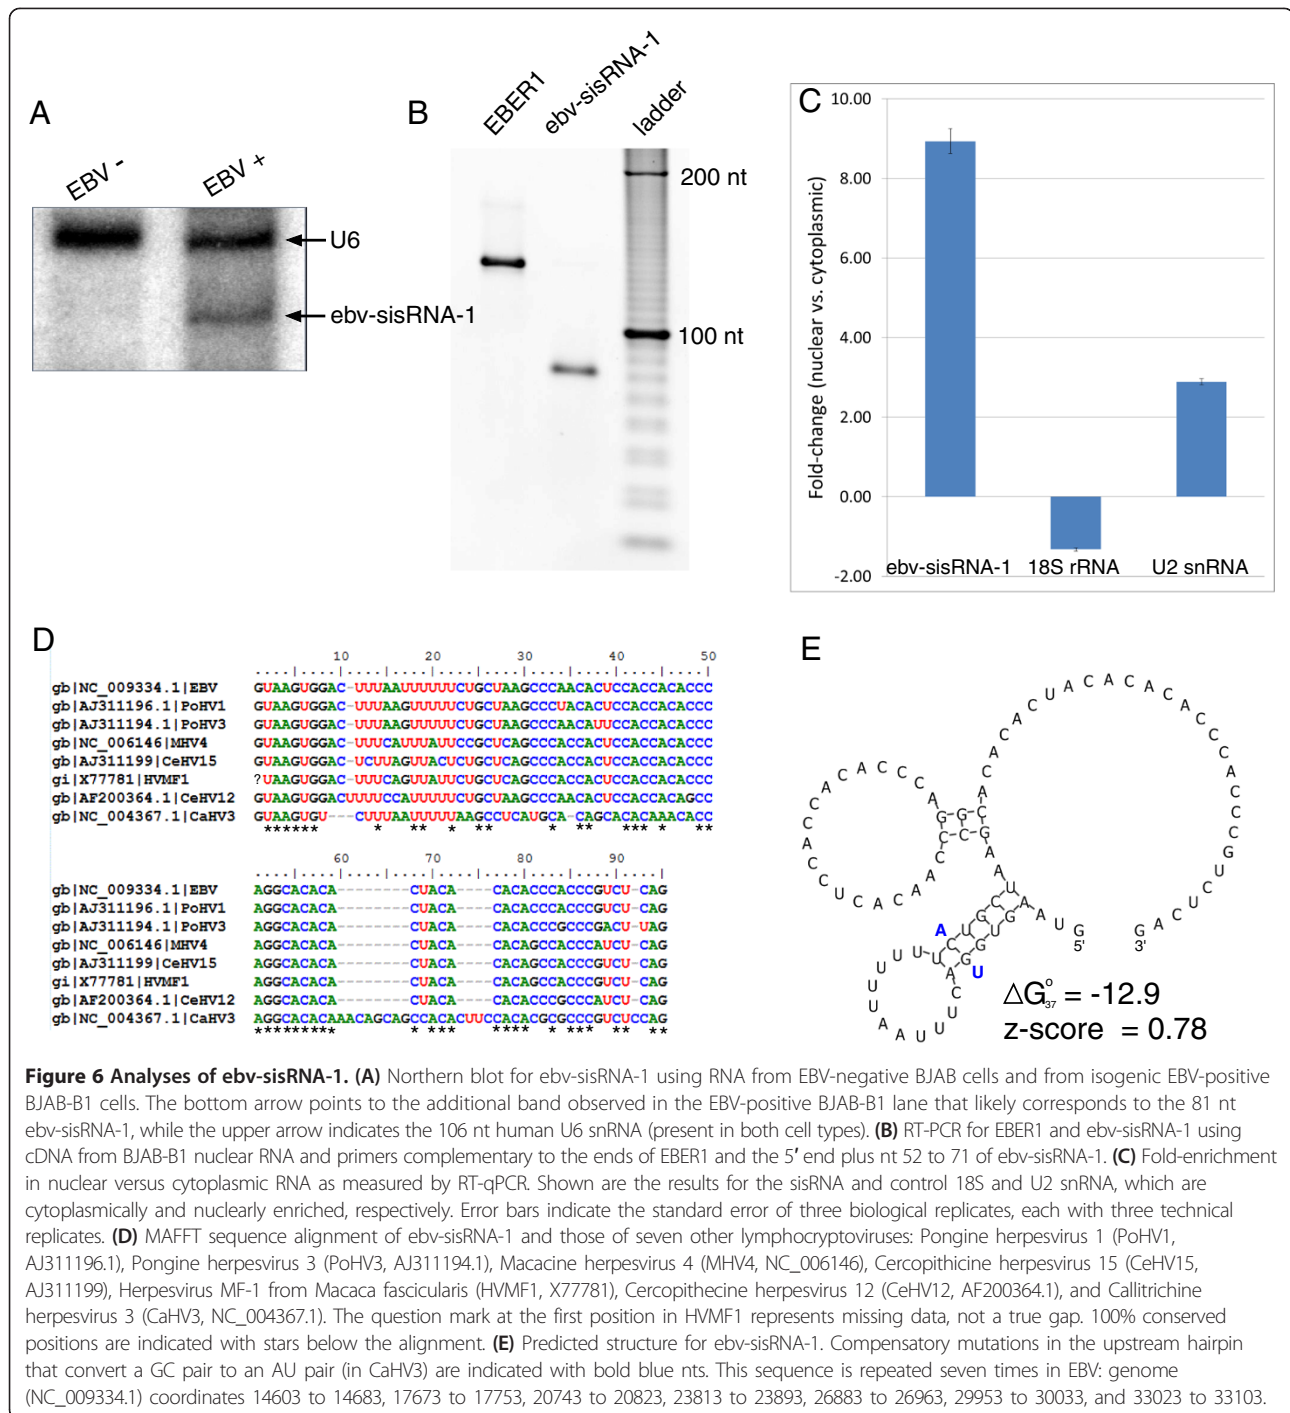 A
EBV -
EBV +
U6
ebv-sisRNA-1
B
EBER1
ebv-sisRNA-1
ladder
200 nt
100 nt
C
Fold-change (nuclear vs. cytoplasmic)
10.00
8.00
6.00
4.00
2.00
0.00
-2.00
ebv-sisRNA-1 18S rRNA U2 snRNA
D
10 20 30 40 50
gb|NC_009334.1|EBV GUAAGUGGAC-UUUAAUUUUUUCUGCUAAGCCCAACACUCCACCACACCC
gb|AJ311196.1|PoHV1 GUAAGUGGAC-UUUAAGUUUUUCUGCUAAGCCCUACACUCCACCACACCC
gb|AJ311194.1|PoHV3 GUAAGUGGAC-UUUAAGUUUUUCUGCUAAGCCCAACAUUCCACCACACCC
gb|NC_006146|MHV4 GUAAGUGGAC-UUUCAUUUAUUCCGCUCAGCCCACCACUCCACCACACCC
gb|AJ311199|CeHV15 GUAAGUGGAC-UCUUAGUUACUCUGCUCAGCCCACCACUCCACCACACCC
gi|X77781|HVMF1 ?UAAGUGGAC-UUUCAGUUAUUCUGCUCAGCCCACCACUCCACCACACCC
gb|AF200364.1|CeHV12 GUAAGUGGACUUUUCCAUUUUUCUGCUAAGCCCAACACUCCACCACAGCC
gb|NC_004367.1|CaHV3 GUAAGUGU---CUUUAAUUUUUAAGCCUCAUGCA-CAGCACACAAACACC
60 70 80 90
gb|NC_009334.1|EBV AGGCACACA--------CUACA----CACACCCACCCGUCU-CAG
gb|AJ311196.1|PoHV1 AGGCACACA--------CUACA----CACACCCACCCGUCU-CAG
gb|AJ311194.1|PoHV3 AGGCACACA--------CUACA----CACACCCGCCCGACU-UAG
gb|NC_006146|MHV4 AGGCACACA--------CUACA----CACACCCACCCAUCU-CAG
gb|AJ311199|CeHV15 AGGCACACA--------CUACA----CACAGCCACCCGUCU-CAG
gi|X77781|HVMF1 AGGCACACA--------CUACA----CACACCCACCCGUCU-CAG
gb|AF200364.1|CeHV12 AGGCACACA--------CUACA----CACACGCCCAUCU-CAG
gb|NC_004367.1|CaHV3 AGGCACACAAACAGCAGCCACACUUCCACACGCGCCCGUCUCCAG
E
5'
3'
ΔG°37 = -12.9
z-score = 0.78
Figure 6 Analyses of ebv-sisRNA-1. (A) Northern blot for ebv-sisRNA-1 using RNA from EBV-negative BJAB cells and from isogenic EBV-positive
BJAB-B1 cells. The bottom arrow points to the additional band observed in the EBV-positive BJAB-B1 lane that likely corresponds to the 81 nt
ebv-sisRNA-1, while the upper arrow indicates the 106 nt human U6 snRNA (present in both cell types). (B) RT-PCR for EBER1 and ebv-sisRNA-1 using
cDNA from BJAB-B1 nuclear RNA and primers complementary to the ends of EBER1 and the 5′ end plus nt 52 to 71 of ebv-sisRNA-1. (C) Fold-enrichment
in nuclear versus cytoplasmic RNA as measured by RT-qPCR. Shown are the results for the sisRNA and control 18S and U2 snRNA, which are
cytoplasmically and nuclearly enriched, respectively. Error bars indicate the standard error of three biological replicates, each with three technical
replicates. (D) MAFFT sequence alignment of ebv-sisRNA-1 and those of seven other lymphocryptoviruses: Pongine herpesvirus 1 (PoHV1,
AJ311196.1), Pongine herpesvirus 3 (PoHV3, AJ311194.1), Macacine herpesvirus 4 (MHV4, NC_006146), Cercopithicine herpesvirus 15 (CeHV15,
AJ311199), Herpesvirus MF-1 from Macaca fascicularis (HVMF1, X77781), Cercopithecine herpesvirus 12 (CeHV12, AF200364.1), and Callitrichine
herpesvirus 3 (CaHV3, NC_004367.1). The question mark at the first position in HVMF1 represents missing data, not a true gap. 100% conserved
positions are indicated with stars below the alignment. (E) Predicted structure for ebv-sisRNA-1. Compensatory mutations in the upstream hairpin
that convert a GC pair to an AU pair (in CaHV3) are indicated with bold blue nts. This sequence is repeated seven times in EBV: genome
(NC_009334.1) coordinates 14603 to 14683, 17673 to 17753, 20743 to 20823, 23813 to 23893, 26883 to 26963, 29953 to 30033, and 33023 to 33103.